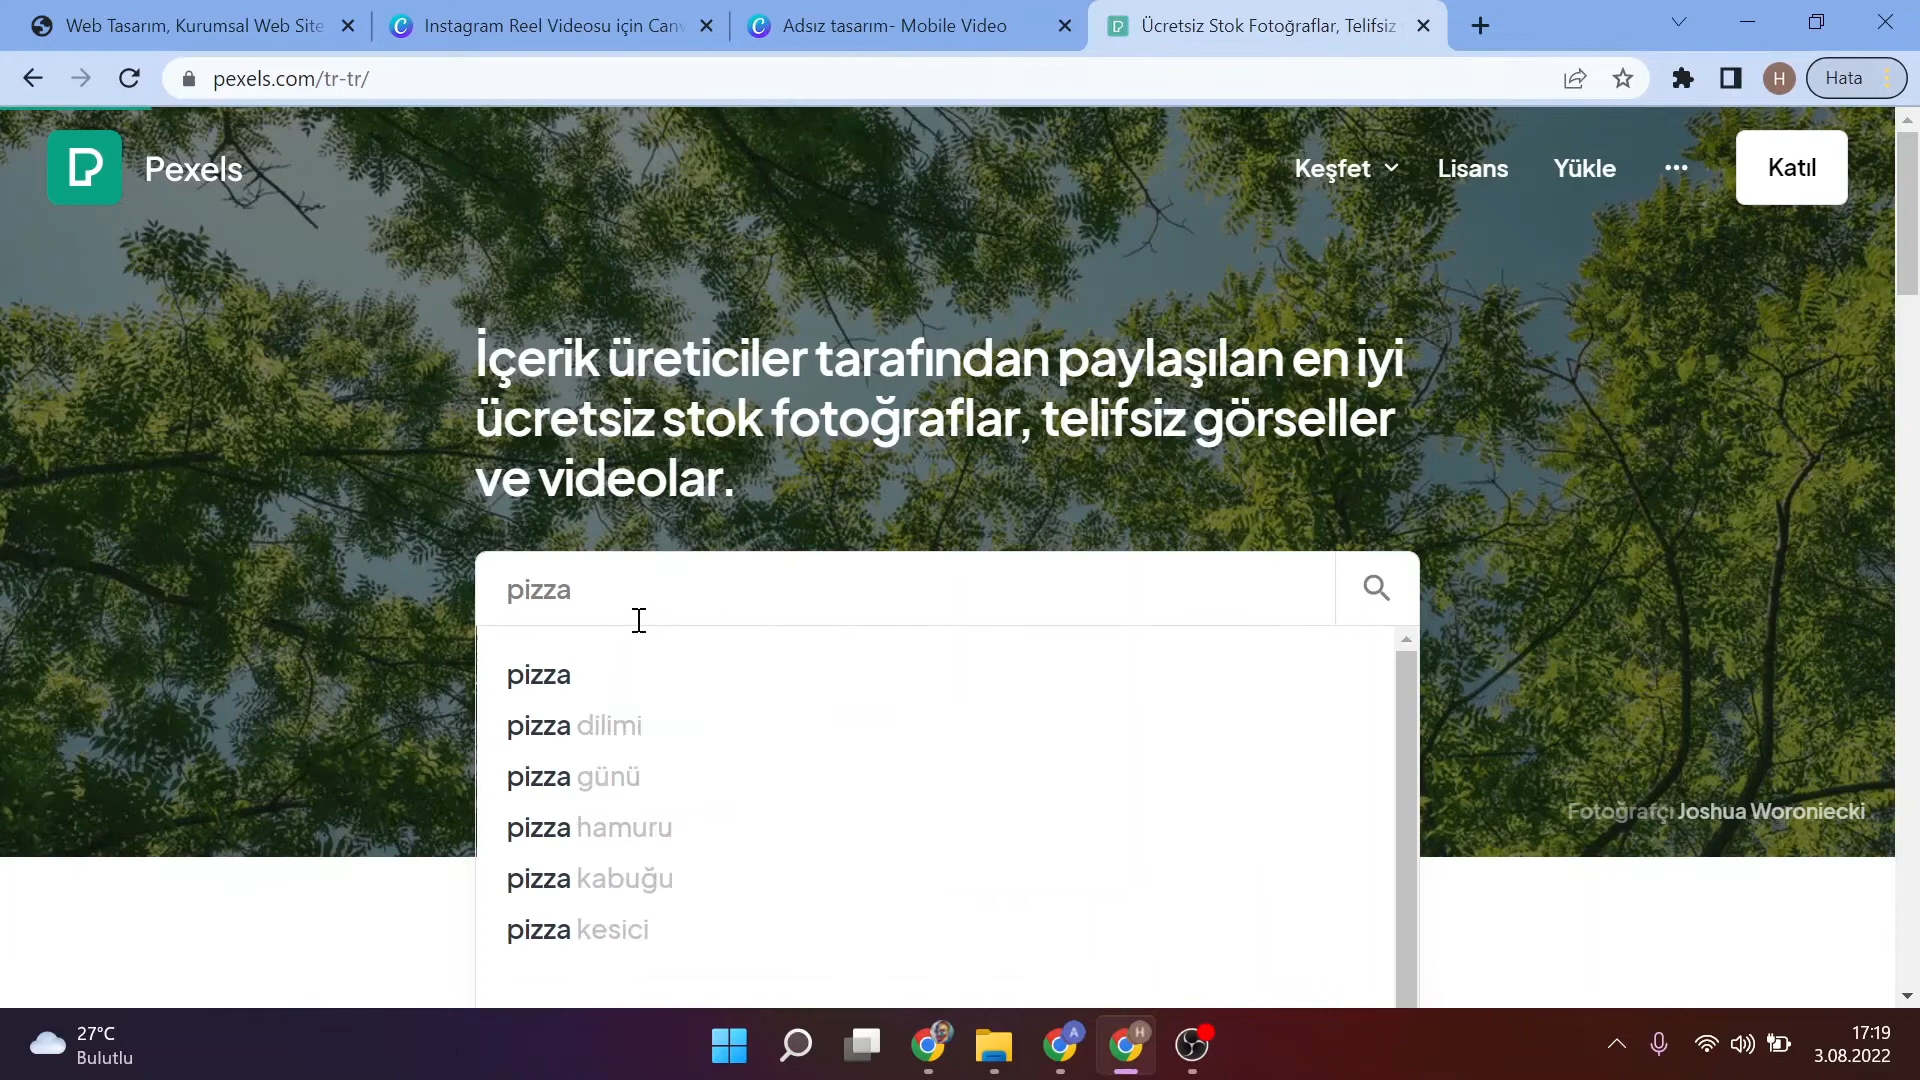 Web Tasarım, Kurumsal Web Site
Instagram Reel Videosu için Canv
Adsız tasarım- Mobile Video
Ücretsiz Stok Fotoğraflar, Telifsiz
pexels.com/tr-tr/
H
Hata
Pexels
Keşfet
Lisans
Yükle
Katıl
İçerik üreticiler tarafından paylaşılan en iyi
ücretsiz stok fotoğraflar, telifsiz görseller
ve videolar.
pizza
pizza
pizza dilimi
pizza günü
pizza hamuru
pizza kabuğu
pizza kesici
Fotoğrafçı Joshua Woroniecki
27°C
Bulutlu
A
H
17:19
3.08.2022